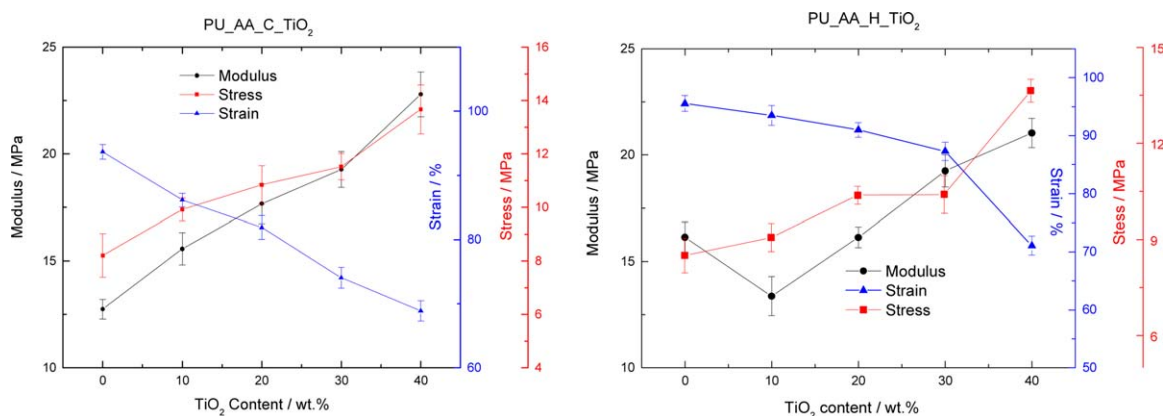 PU_AA_C_TiO₂
25
20
15
10
Modulus / MPa
Modulus
Stress
Strain
100
80
60
Strain / %
16
14
12
10
8
6
4
Stress / MPa
0 10 20 30 40
TiO₂ Content / wt.%
PU_AA_H_TiO₂
25
20
15
10
Modulus / MPa
Modulus
Strain
Stress
100
90
80
70
60
50
Strain / %
15
12
9
6
Stess / MPa
0 10 20 30 40
TiO₂ content / wt.%